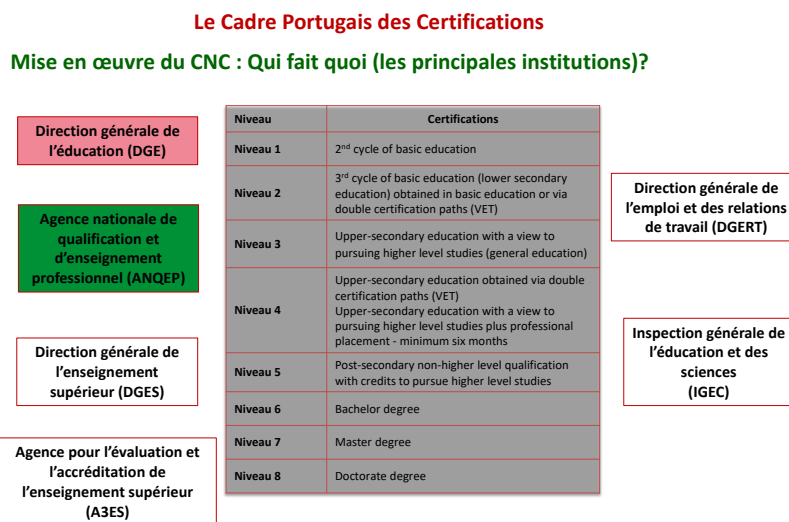 Le Cadre Portugais des Certifications
Mise en œuvre du CNC : Qui fait quoi (les principales institutions)?
Direction générale de
l'éducation (DGE)
Agence nationale de
qualification et
d'enseignement
professionnel (ANQEP)
Direction générale de
l'enseignement
supérieur (DGES)
Agence pour l'évaluation et
l'accréditation de
l'enseignement supérieur
(A3ES)
Niveau Certifications
Niveau 1 2nd cycle of basic education
Niveau 2 3rd cycle of basic education (lower secondary
education) obtained in basic education or via
double certification paths (VET)
Niveau 3 Upper-secondary education with a view to
pursuing higher level studies (general education)
Niveau 4 Upper-secondary education obtained via double
certification paths (VET)
Upper-secondary education with a view to
pursuing higher level studies plus professional
placement - minimum six months
Niveau 5 Post-secondary non-higher level qualification
with credits to pursue higher level studies
Niveau 6 Bachelor degree
Niveau 7 Master degree
Niveau 8 Doctorate degree
Direction générale de
l'emploi et des relations
de travail (DGERT)
Inspection générale de
l'éducation et des
sciences
(IGEC)